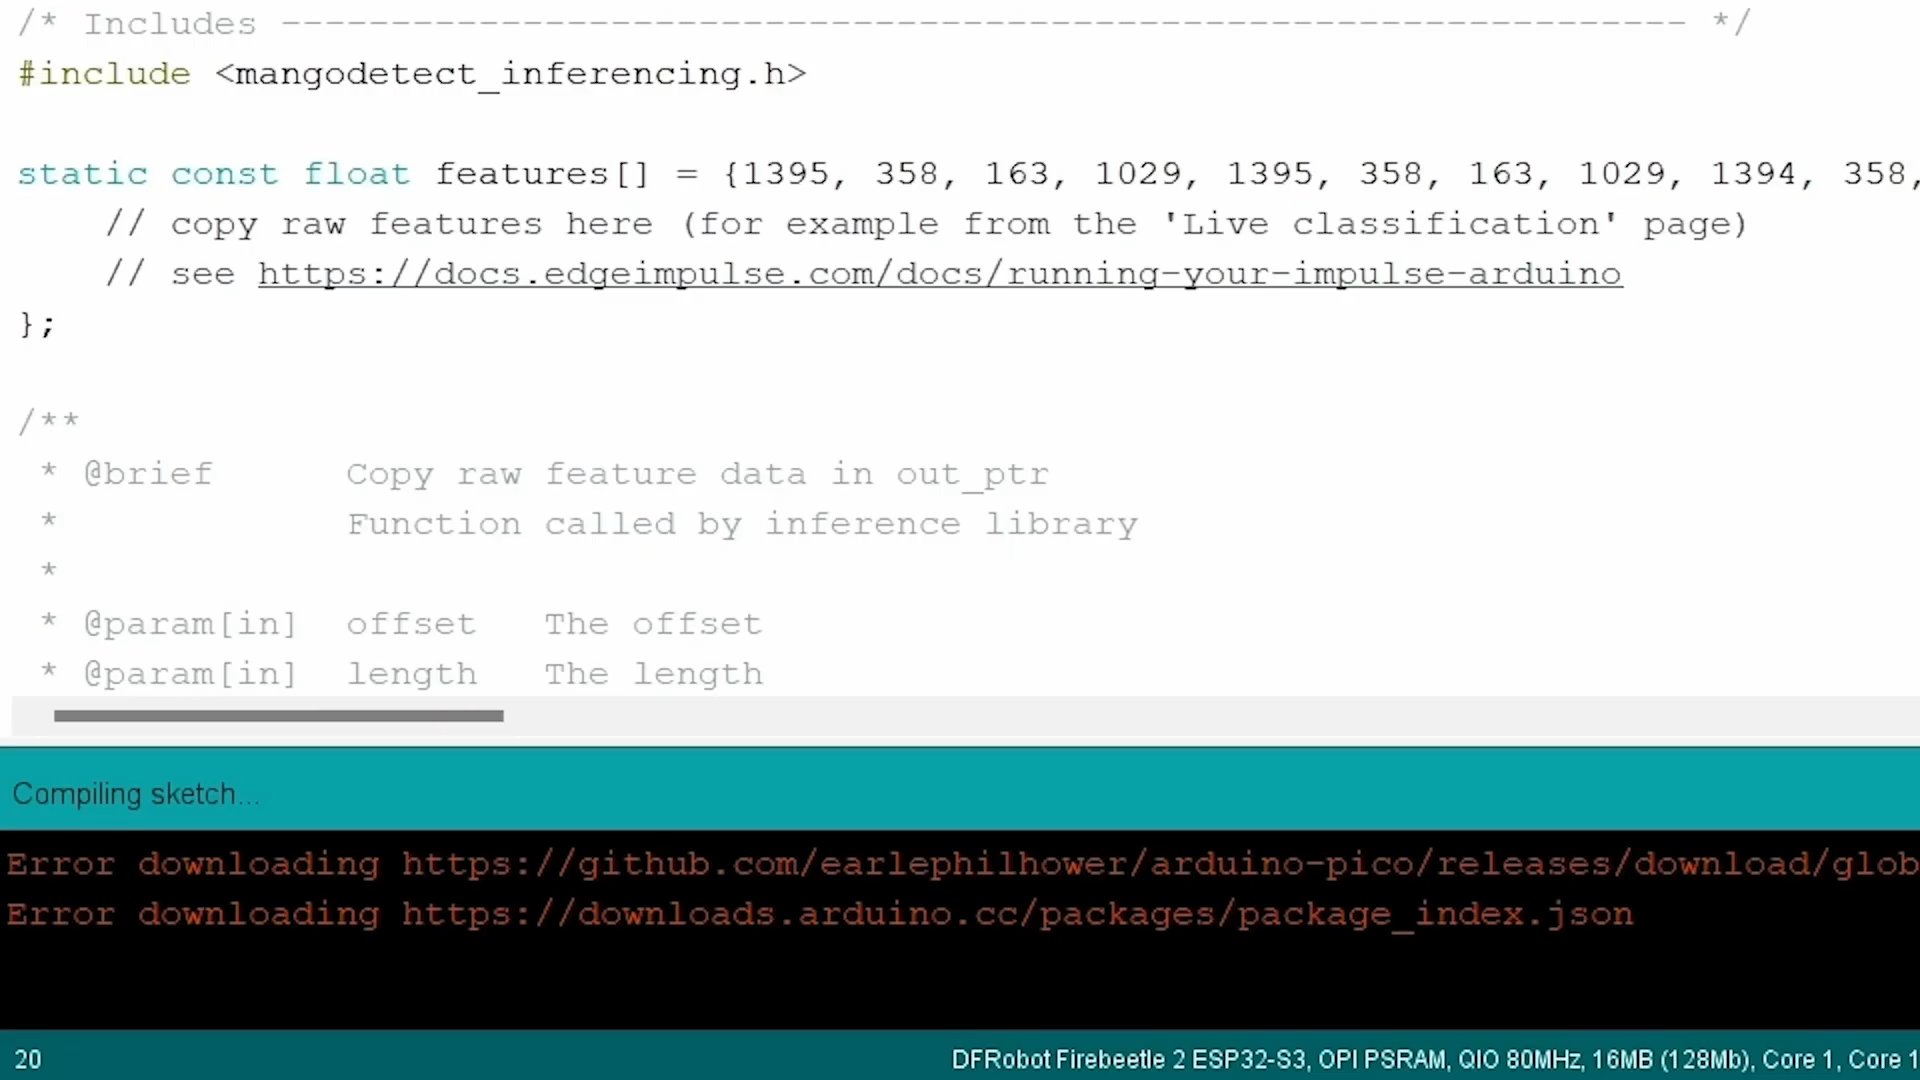 /* Includes ---------------------------------------------------------------- */
#include <mangodetect_inferencing.h>
static const float features[] = {1395, 358, 163, 1029, 1395, 358, 163, 1029, 1394, 358,
// copy raw features here (for example from the 'Live classification' page)
// see https://docs.edgeimpulse.com/docs/running-your-impulse-arduino
};
/**
* @brief Copy raw feature data in out_ptr
* Function called by inference library
*
* @param[in] offset The offset
* @param[in] length The length
Compiling sketch...
Error downloading https://github.com/earlephilhower/arduino-pico/releases/download/glob
Error downloading https://downloads.arduino.cc/packages/package_index.json
20
DFRobot Firebeetle 2 ESP32-S3, OPI PSRAM, QIO 80MHz, 16MB (128Mb), Core 1, Core 1